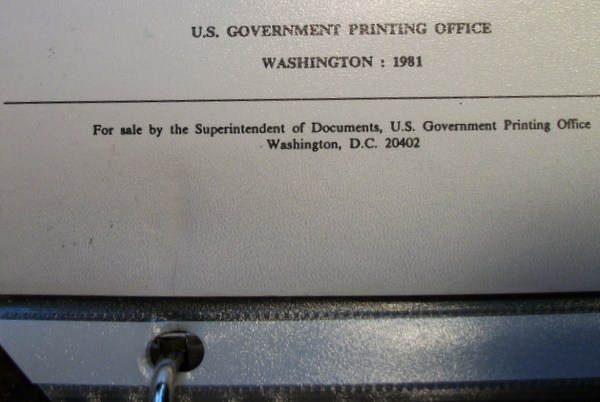 U.S. GOVERNMENT PRINTING OFFICE
WASHINGTON : 1981
For sale by the Superintendent of Documents, U.S. Government Printing Office
Washington, D.C. 20402